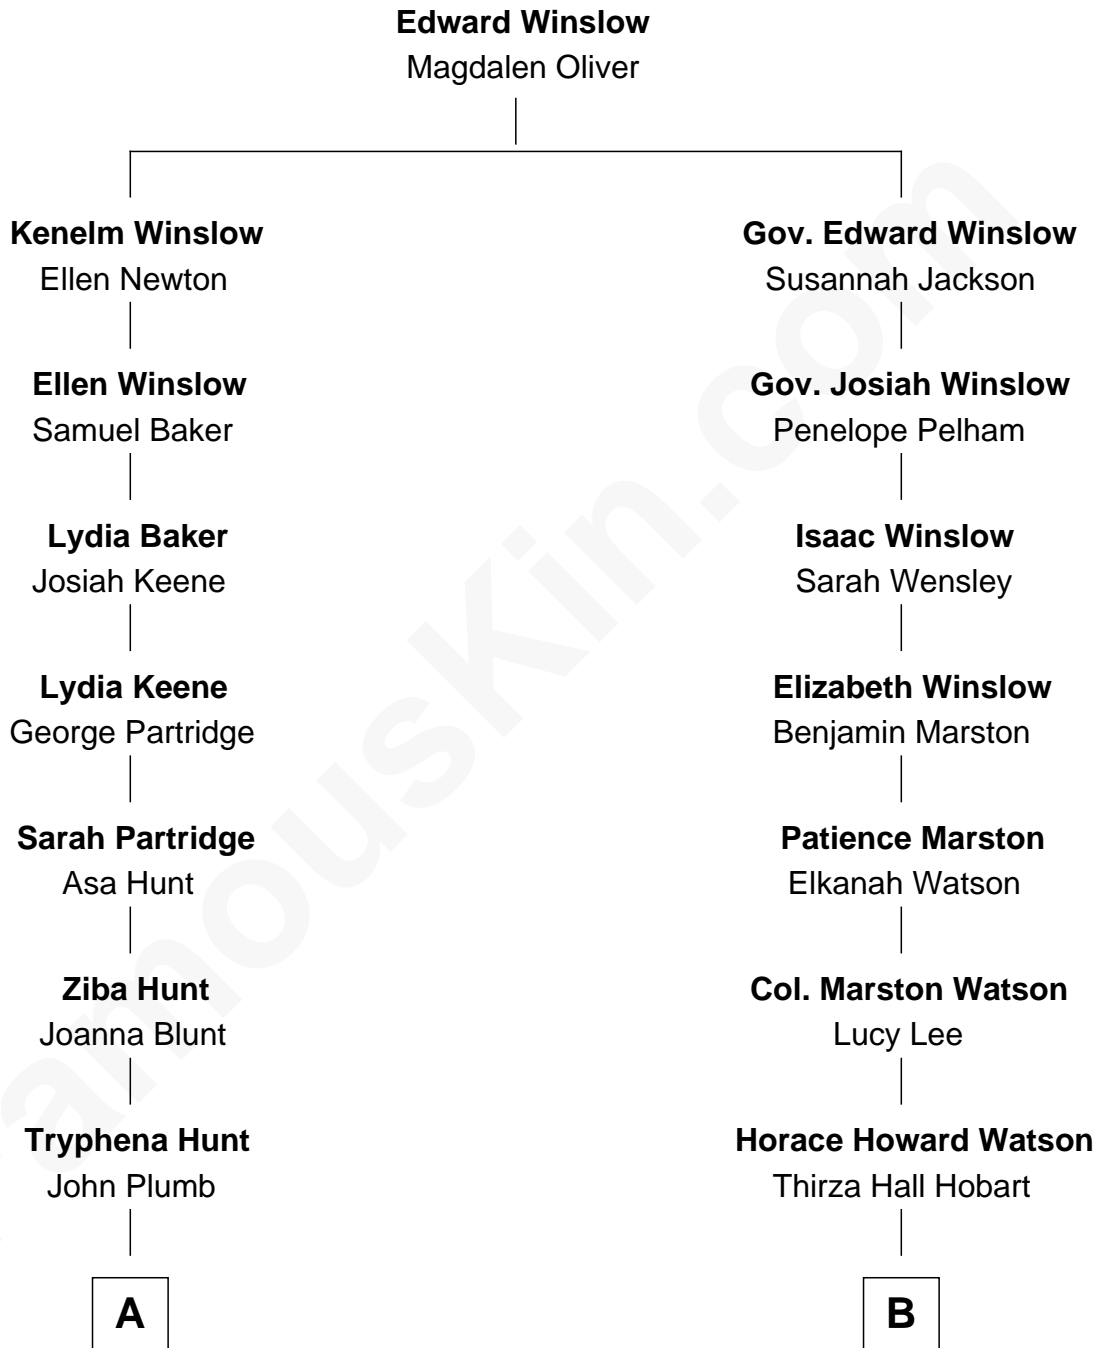 Edward Winslow
Magdalen Oliver
Kenelm Winslow
Ellen Newton
Gov. Edward Winslow
Susannah Jackson
Ellen Winslow
Samuel Baker
Gov. Josiah Winslow
Penelope Pelham
Lydia Baker
Josiah Keene
Isaac Winslow
Sarah Wensley
Lydia Keene
George Partridge
Elizabeth Winslow
Benjamin Marston
Sarah Partridge
Asa Hunt
Patience Marston
Elkanah Watson
Ziba Hunt
Joanna Blunt
Col. Marston Watson
Lucy Lee
Tryphena Hunt
John Plumb
Horace Howard Watson
Thirza Hall Hobart
A
B
amouskin.com